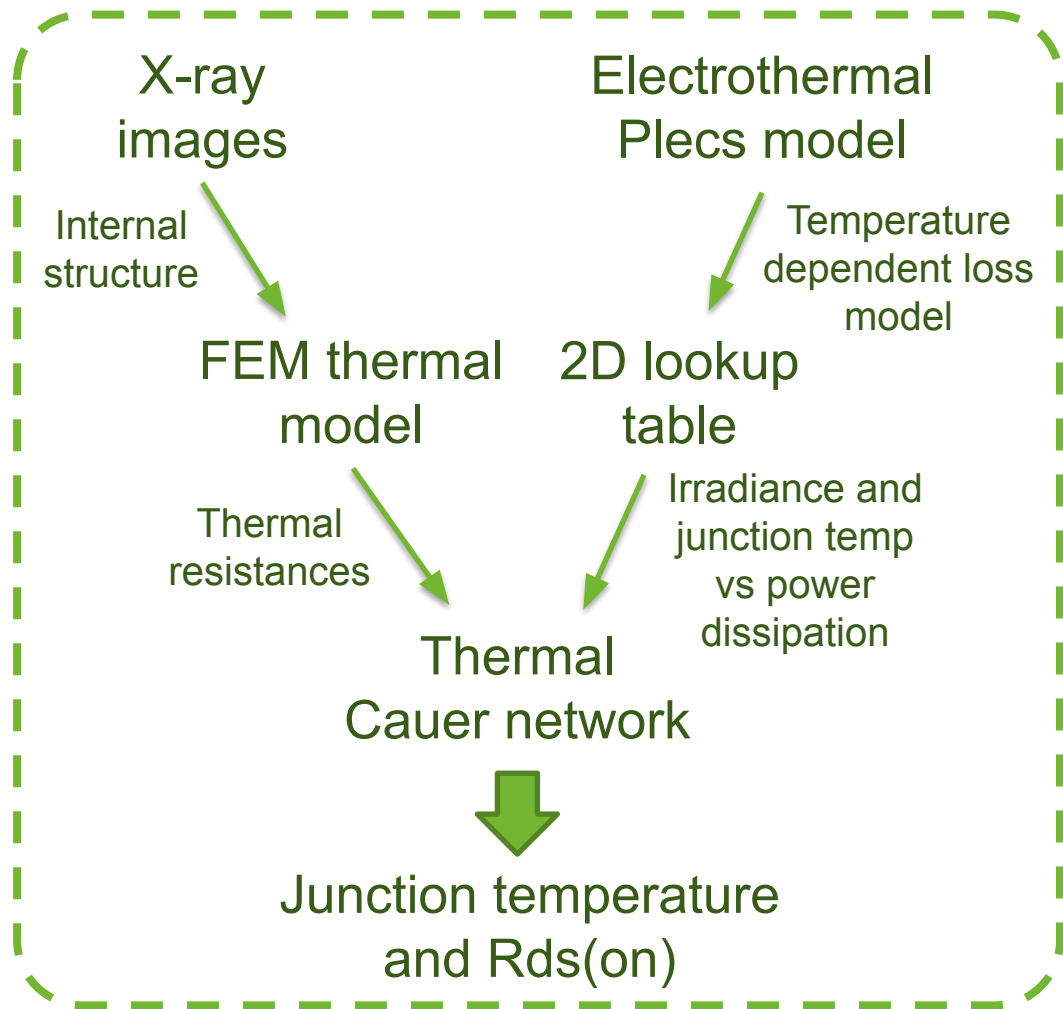 X-ray
images
Electrothermal
Plecs model
Internal
structure
Temperature
dependent loss
model
FEM thermal
model
2D lookup
table
Thermal
resistances
Irradiance and
junction temp
vs power
dissipation
Thermal
Cauer network
Junction temperature
and Rds(on)